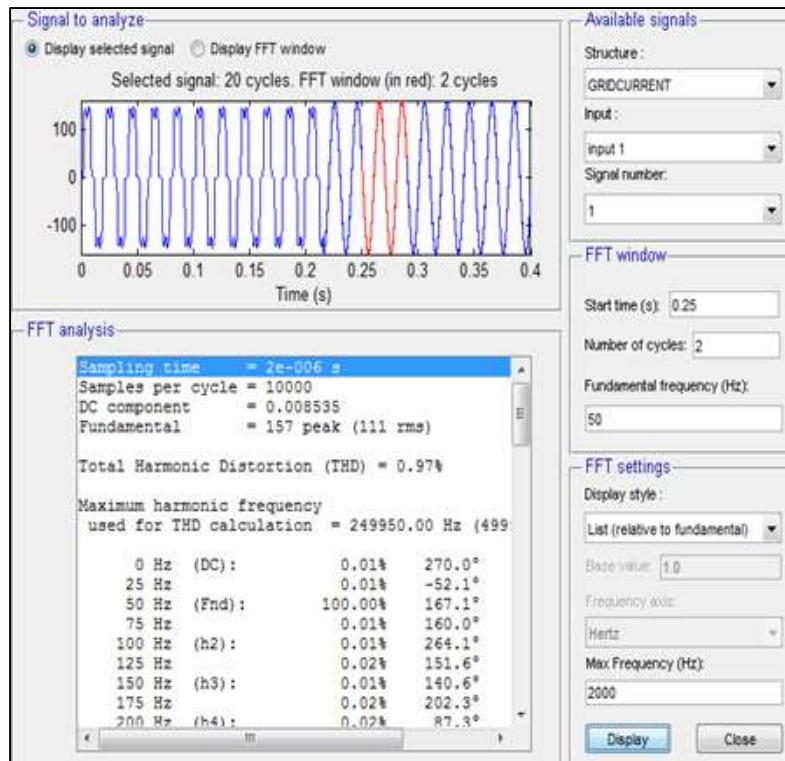 Signal to analyze
Display selected signal Display FFT window
Selected signal: 20 cycles. FFT window (in red): 2 cycles
100
0
-100
0 0.05 0.1 0.15 0.2 0.25 0.3 0.35 0.4
Time (s)
FFT analysis
Sampling time = 2e-006 s
Samples per cycle = 10000
DC component = 0.008535
Fundamental = 157 peak (111 rms)
Total Harmonic Distortion (THD) = 0.97%
Maximum harmonic frequency
used for THD calculation = 249950.00 Hz (499
0 Hz (DC): 0.01% 270.0°
25 Hz 0.01% -52.1°
50 Hz (Fnd): 100.00% 167.1°
75 Hz 0.01% 160.0°
100 Hz (h2): 0.01% 264.1°
125 Hz 0.02% 151.6°
150 Hz (h3): 0.01% 140.6°
175 Hz 0.02% 202.3°
200 Hz (h4): 0.02% 87.3°
Available signals
Structure :
GRIDCURRENT
Input :
input 1
Signal number:
1
FFT window
Start time (s): 0.25
Number of cycles: 2
Fundamental frequency (Hz):
50
FFT settings
Display style :
List (relative to fundamental)
Base value: 1.0
Frequency axis:
Hertz
Max Frequency (Hz):
2000
Display Close